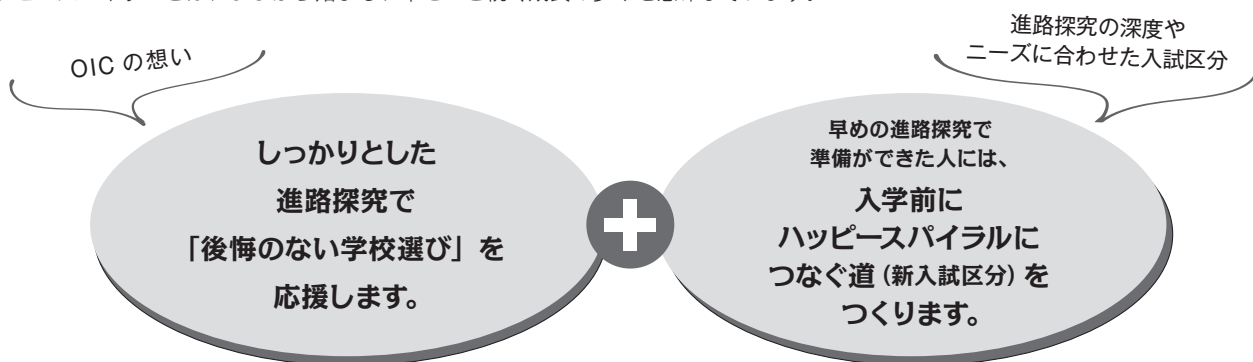 OIC の想い
進路探究の深度や
ニーズに合わせた入試区分
しっかりとした
進路探究で
「後悔のない学校選び」を
応援します。
早めの進路探究で
準備ができた人には、
入学前に
ハッピースパイラルに
つなぐ道（新入試区分）を
つくります。